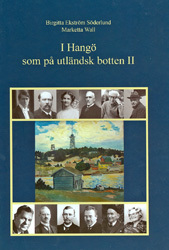 Birgitta Ekström Söderlund
Marketta Wall
I Hangö
som på utländsk botten II